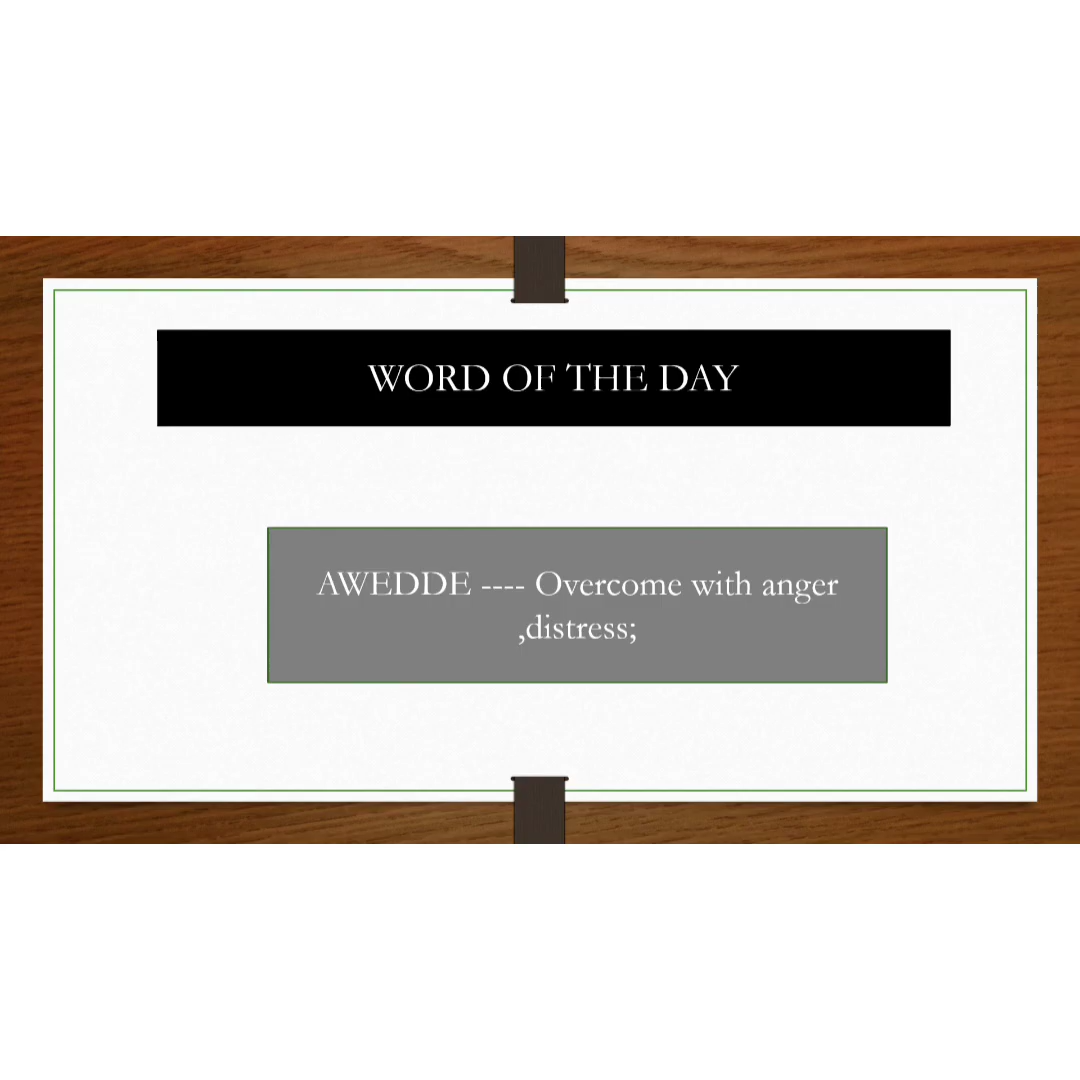 WORD OF THE DAY
AWEDDE ---- Overcome with anger
,distress;